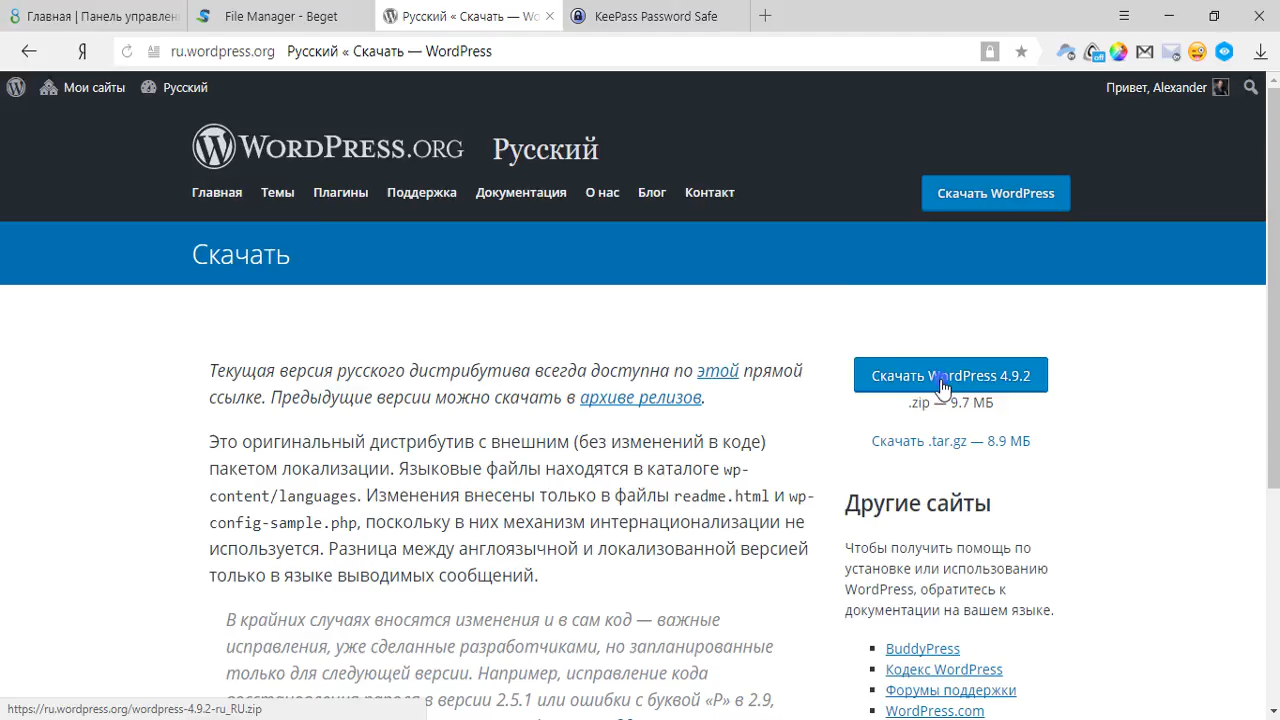 Главная | Панель управлен
File Manager - Beget
Русский « Скачать — Wo
KeePass Password Safe
Я
ru.wordpress.org
Русский « Скачать — WordPress
off
Мои сайты
Русский
Привет, Alexander
WORDPRESS.ORG
Русский
Главная
Темы
Плагины
Поддержка
Документация
О нас
Блог
Контакт
Скачать WordPress
Скачать
Текущая версия русского дистрибутива всегда доступна по этой прямой
ссылке. Предыдущие версии можно скачать в архиве релизов.
Это оригинальный дистрибутив с внешним (без изменений в коде)
пакетом локализации. Языковые файлы находятся в каталоге wp-
content/languages. Изменения внесены только в файлы readme.html и wp-
config-sample.php, поскольку в них механизм интернационализации не
используется. Разница между англоязычной и локализованной версией
только в языке выводимых сообщений.
В крайних случаях вносятся изменения и в сам код — важные
исправления, уже сделанные разработчиками, но запланированные
только для следующей версии. Например, исправление кода
восстановления пароля в версии 2.5.1 или ошибки с буквой «Р» в 2.9,
Скачать WordPress 4.9.2
.zip — 9.7 МБ
Скачать .tar.gz — 8.9 МБ
Другие сайты
Чтобы получить помощь по
установке или использованию
WordPress, обратитесь к
документации на вашем языке.
BuddyPress
Кодекс WordPress
Форумы поддержки
WordPress.com
https://ru.wordpress.org/wordpress-4.9.2-ru_RU.zip